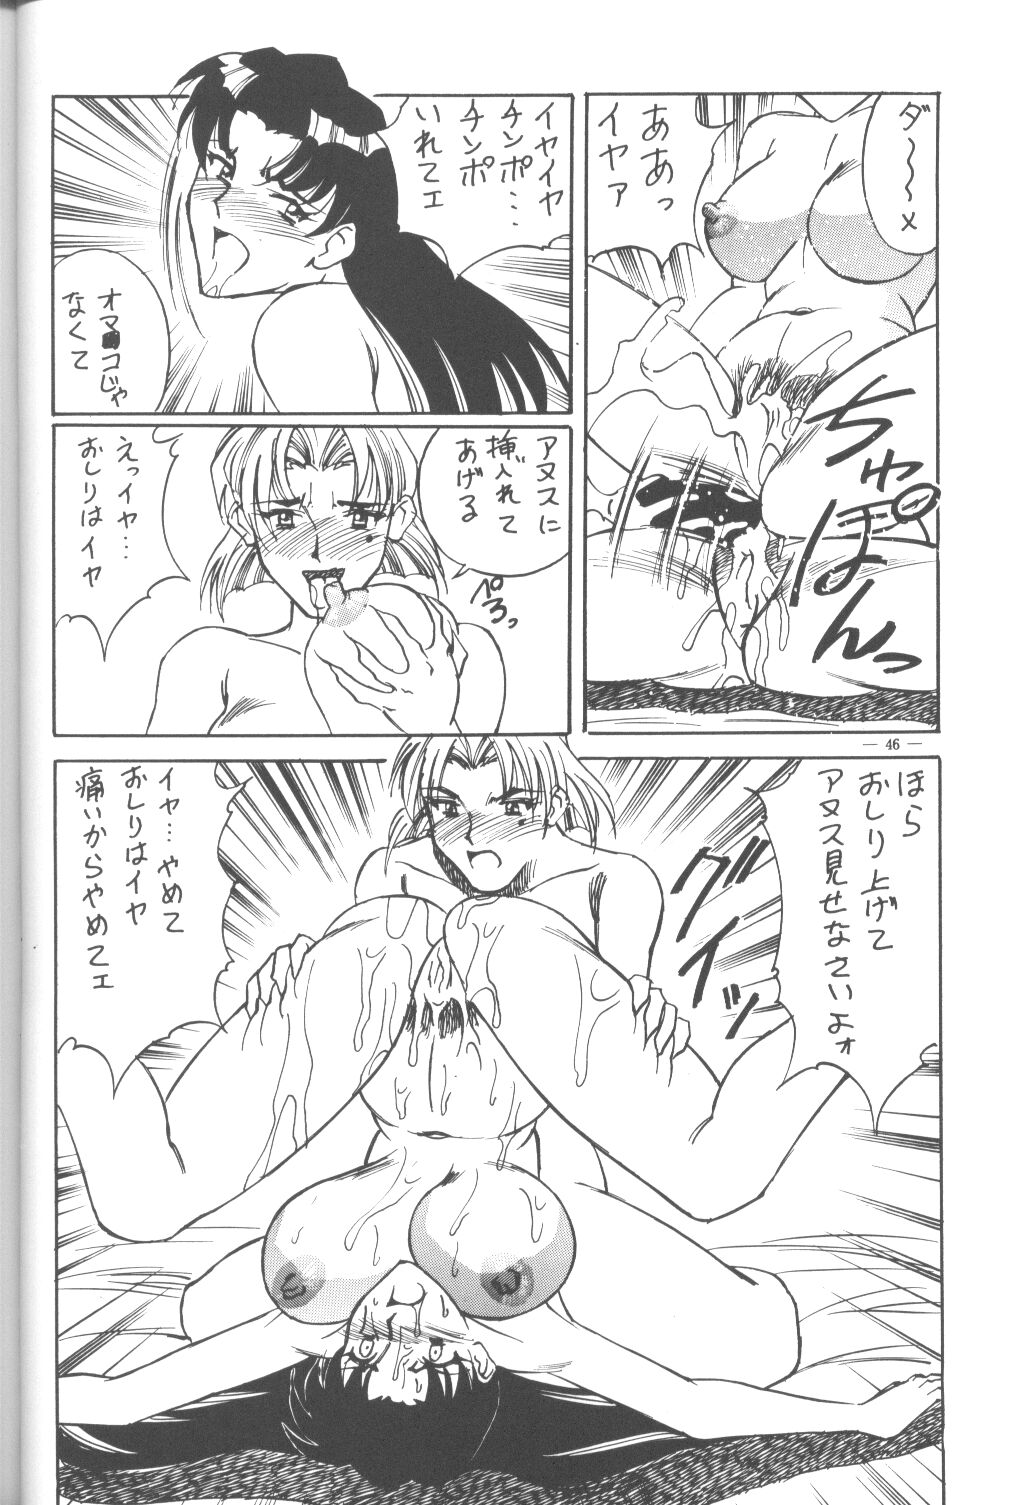 ダ～～～メ
ああっ
イヤァ
ちゅぽんっ
イヤイヤ
チンポ…
チンポ
いれてェ
オマ■コじゃ
なくて
アヌスに
挿入れて
あげる
ぺろっ
えっイヤ…
おしりはイヤ
— 46 —
ほら
おしり上げて
アヌス見せなさいよォ
グイッ
イヤ…やめて
おしりはイヤ
痛いからやめてェ